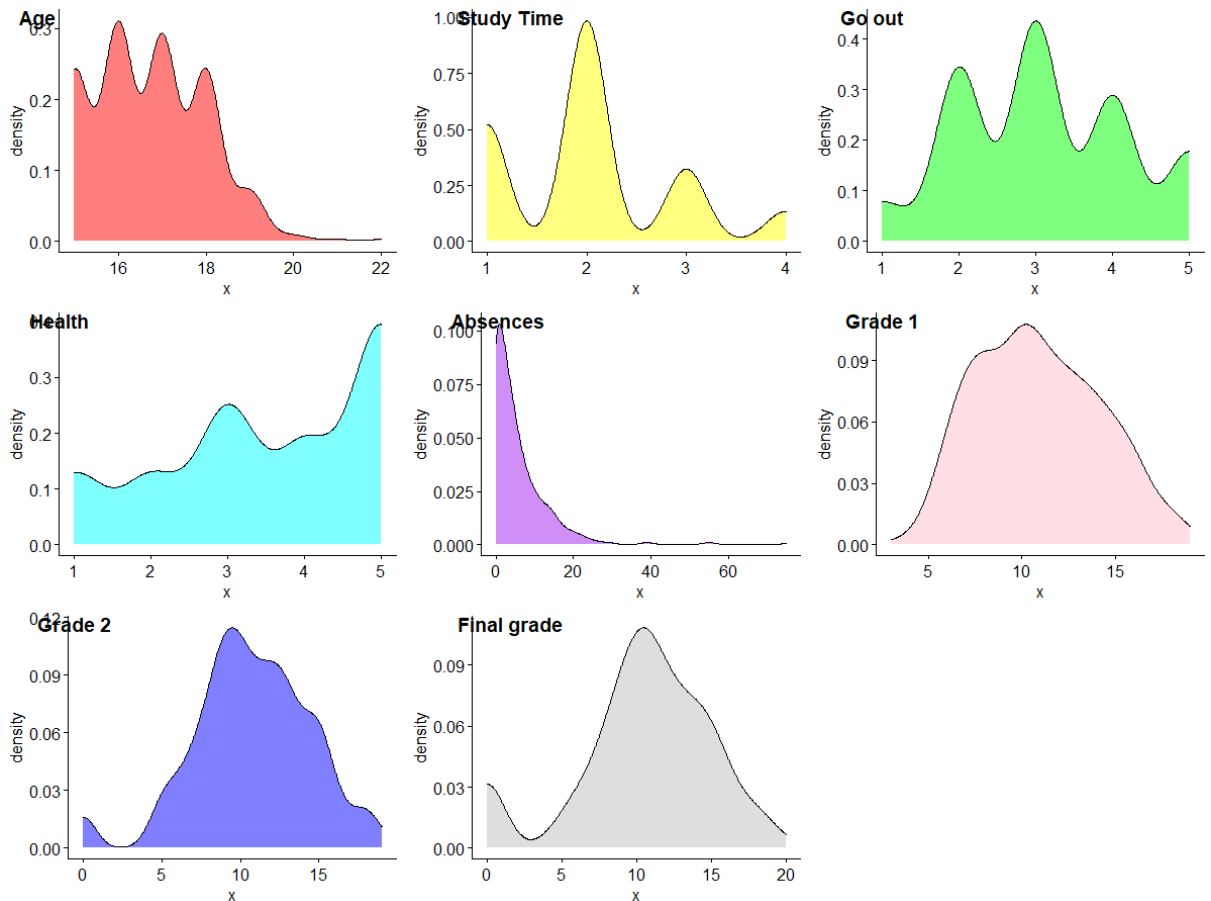 Age
0.3
0.2
0.1
0.0
density
16 18 20 22
x
Study Time
1.00
0.75
0.50
0.25
0.00
density
1 2 3 4
x
Go out
0.4
0.3
0.2
0.1
0.0
density
1 2 3 4 5
x
Health
0.3
0.2
0.1
0.0
density
1 2 3 4 5
x
Absences
0.100
0.075
0.050
0.025
0.000
density
0 20 40 60
x
Grade 1
0.09
0.06
0.03
0.00
density
5 10 15
x
Grade 2
0.12
0.09
0.06
0.03
0.00
density
0 5 10 15
x
Final grade
0.09
0.06
0.03
0.00
density
0 5 10 15 20
x